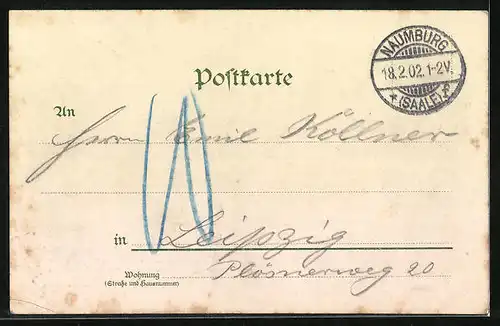 NAUMBURG
18.2.02.1-2V.
* (SAALE) f
Postkarte
An
Herrn Emil Köllner
in Leipzig
Wohnung
(Straße und Hausnummer)
Plösnerweg 20